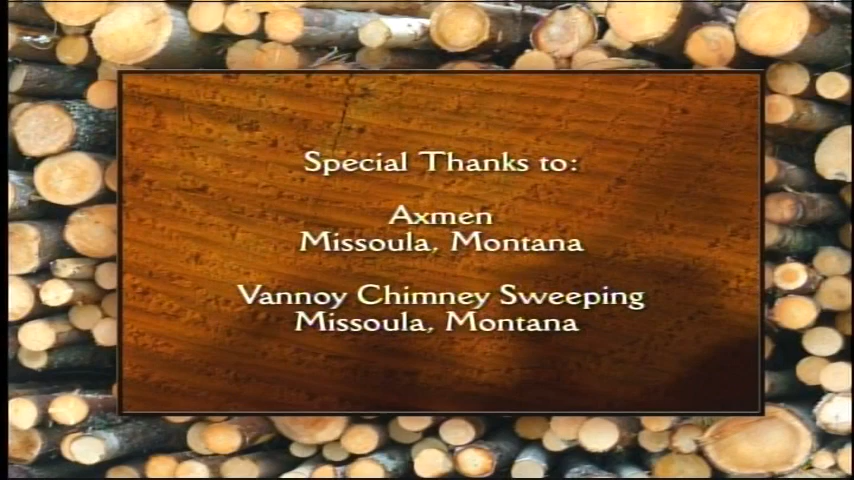 Special Thanks to:
Axmen
Missoula, Montana
Vannoy Chimney Sweeping
Missoula, Montana